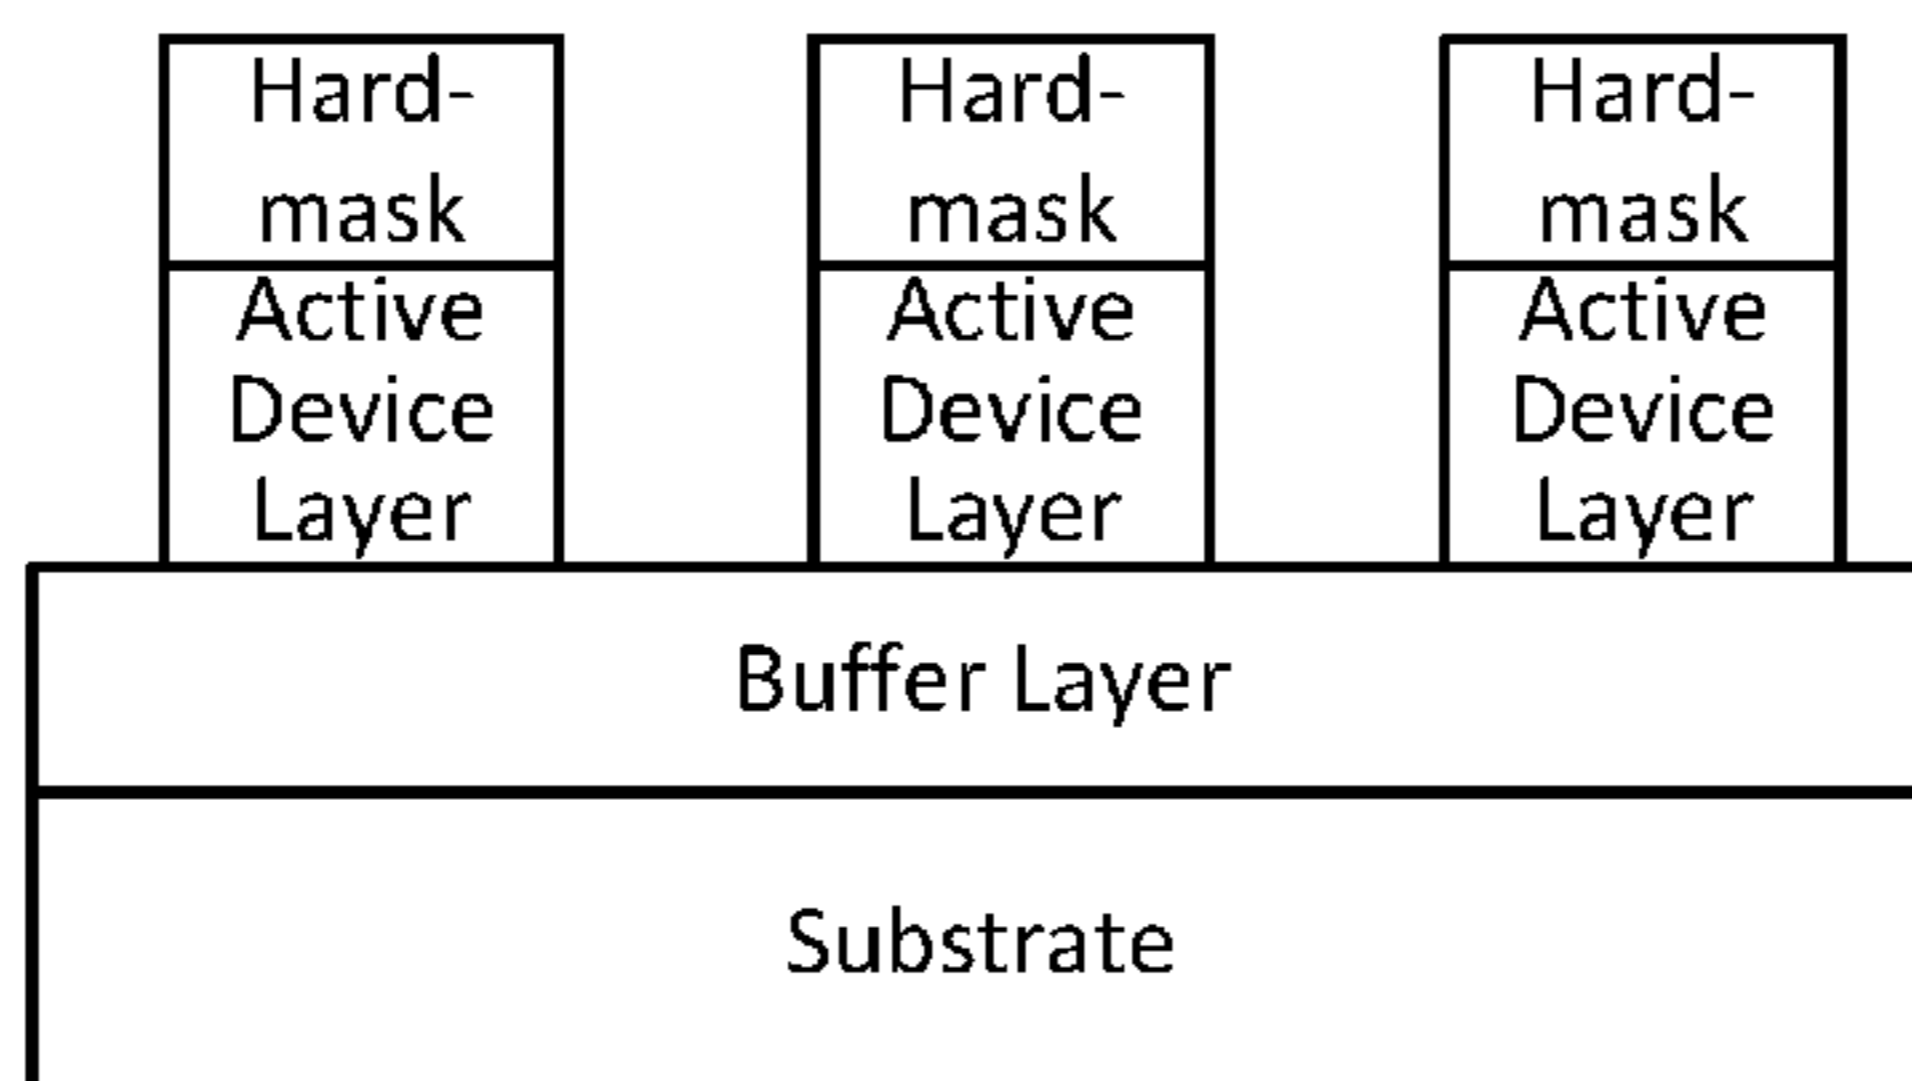 Hard-
mask
Active
Device
Layer
Hard-
mask
Active
Device
Layer
Hard-
mask
Active
Device
Layer
Buffer Layer
Substrate